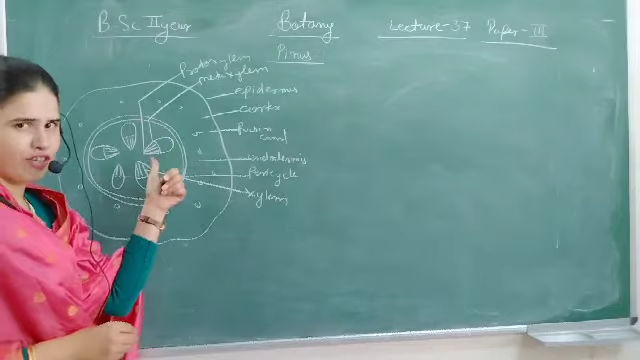 B.Sc II year Botany Lecture-37 Paper-III
Pinus
Protoxylem
metaxylem
epidermis
cortex
Resin canal
endodermis
Pericycle
xylem